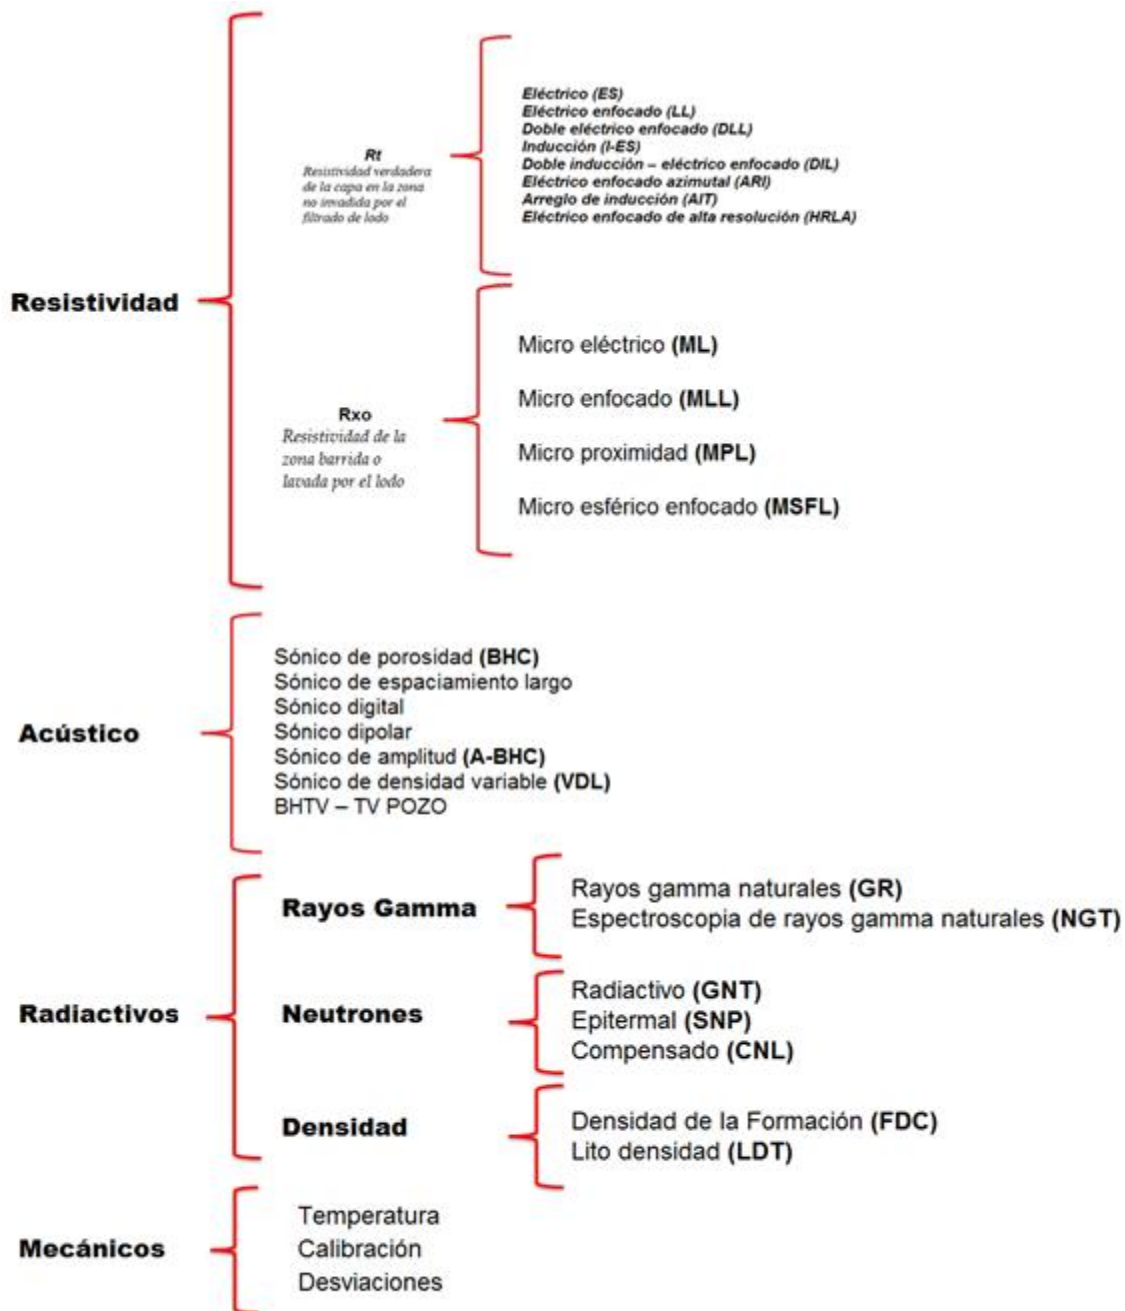 Resistividad
Rt
Resistividad verdadera
de la capa en la zona
no invadida por el
filtrado de lodo
Eléctrico (ES)
Eléctrico enfocado (LL)
Doble eléctrico enfocado (DLL)
Inducción (I-ES)
Doble inducción – eléctrico enfocado (DIL)
Eléctrico enfocado azimutal (ARI)
Arreglo de inducción (AIT)
Eléctrico enfocado de alta resolución (HRLA)
Rxo
Resistividad de la
zona barrida o
lavada por el lodo
Micro eléctrico (ML)
Micro enfocado (MLL)
Micro proximidad (MPL)
Micro esférico enfocado (MSFL)
Acústico
Sónico de porosidad (BHC)
Sónico de espaciamiento largo
Sónico digital
Sónico dipolar
Sónico de amplitud (A-BHC)
Sónico de densidad variable (VDL)
BHTV – TV POZO
Radiactivos
Rayos Gamma
Rayos gamma naturales (GR)
Espectroscopia de rayos gamma naturales (NGT)
Neutrones
Radiactivo (GNT)
Epitermal (SNP)
Compensado (CNL)
Densidad
Densidad de la Formación (FDC)
Lito densidad (LDT)
Mecánicos
Temperatura
Calibración
Desviaciones